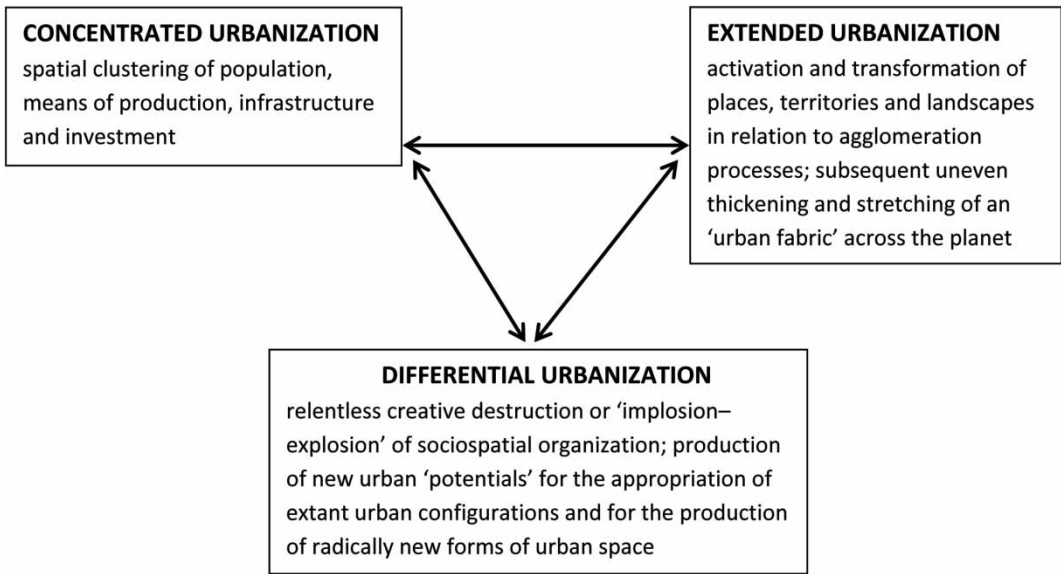 CONCENTRATED URBANIZATION
spatial clustering of population,
means of production, infrastructure
and investment
EXTENDED URBANIZATION
activation and transformation of
places, territories and landscapes
in relation to agglomeration
processes; subsequent uneven
thickening and stretching of an
‘urban fabric’ across the planet
DIFFERENTIAL URBANIZATION
relentless creative destruction or ‘implosion–
explosion’ of sociospatial organization; production
of new urban ‘potentials’ for the appropriation of
extant urban configurations and for the production
of radically new forms of urban space